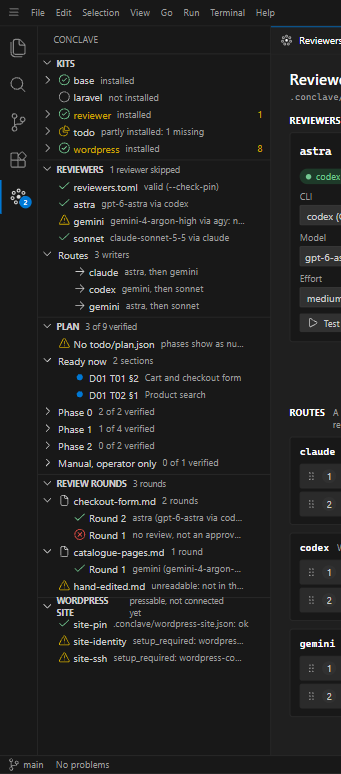 File Edit Selection View Go Run Terminal Help
CONCLAVE
Reviewers
KITS
base installed
laravel not installed
reviewer installed 1
todo partly installed: 1 missing
wordpress installed 8
REVIEWERS 1 reviewer skipped
reviewers.toml valid (--check-pin)
astra gpt-6-astra via codex
gemini gemini-4-argon-high via agy: n...
sonnet claude-sonnet-5-5 via claude
Routes 3 writers
claude astra, then gemini
codex gemini, then sonnet
gemini astra, then sonnet
PLAN 3 of 9 verified
No todo/plan.json phases show as nu...
Ready now 2 sections
D01 T01 §2 Cart and checkout form
D01 T02 §1 Product search
Phase 0 2 of 2 verified
Phase 1 1 of 4 verified
Phase 2 0 of 2 verified
Manual, operator only 0 of 1 verified
REVIEW ROUNDS 3 rounds
checkout-form.md 2 rounds
Round 2 astra (gpt-6-astra via cod...
Round 1 no review, not an approv...
catalogue-pages.md 1 round
Round 1 gemini (gemini-4-argon-...
hand-edited.md unreadable: not in th...
WORDPRESS SITE pressable, not connected yet
site-pin .conclave/wordpress-site.json: ok
site-identity setup_required: wordpres...
site-ssh setup_required: wordpress-co...
2
Reviewe
.conclave/
REVIEWERS
astra
codex
CLI
codex (
Model
gpt-6-as
Effort
medium
Test
ROUTES A
re
claude
1
2
codex W
1
2
gemini
1
2
main No problems